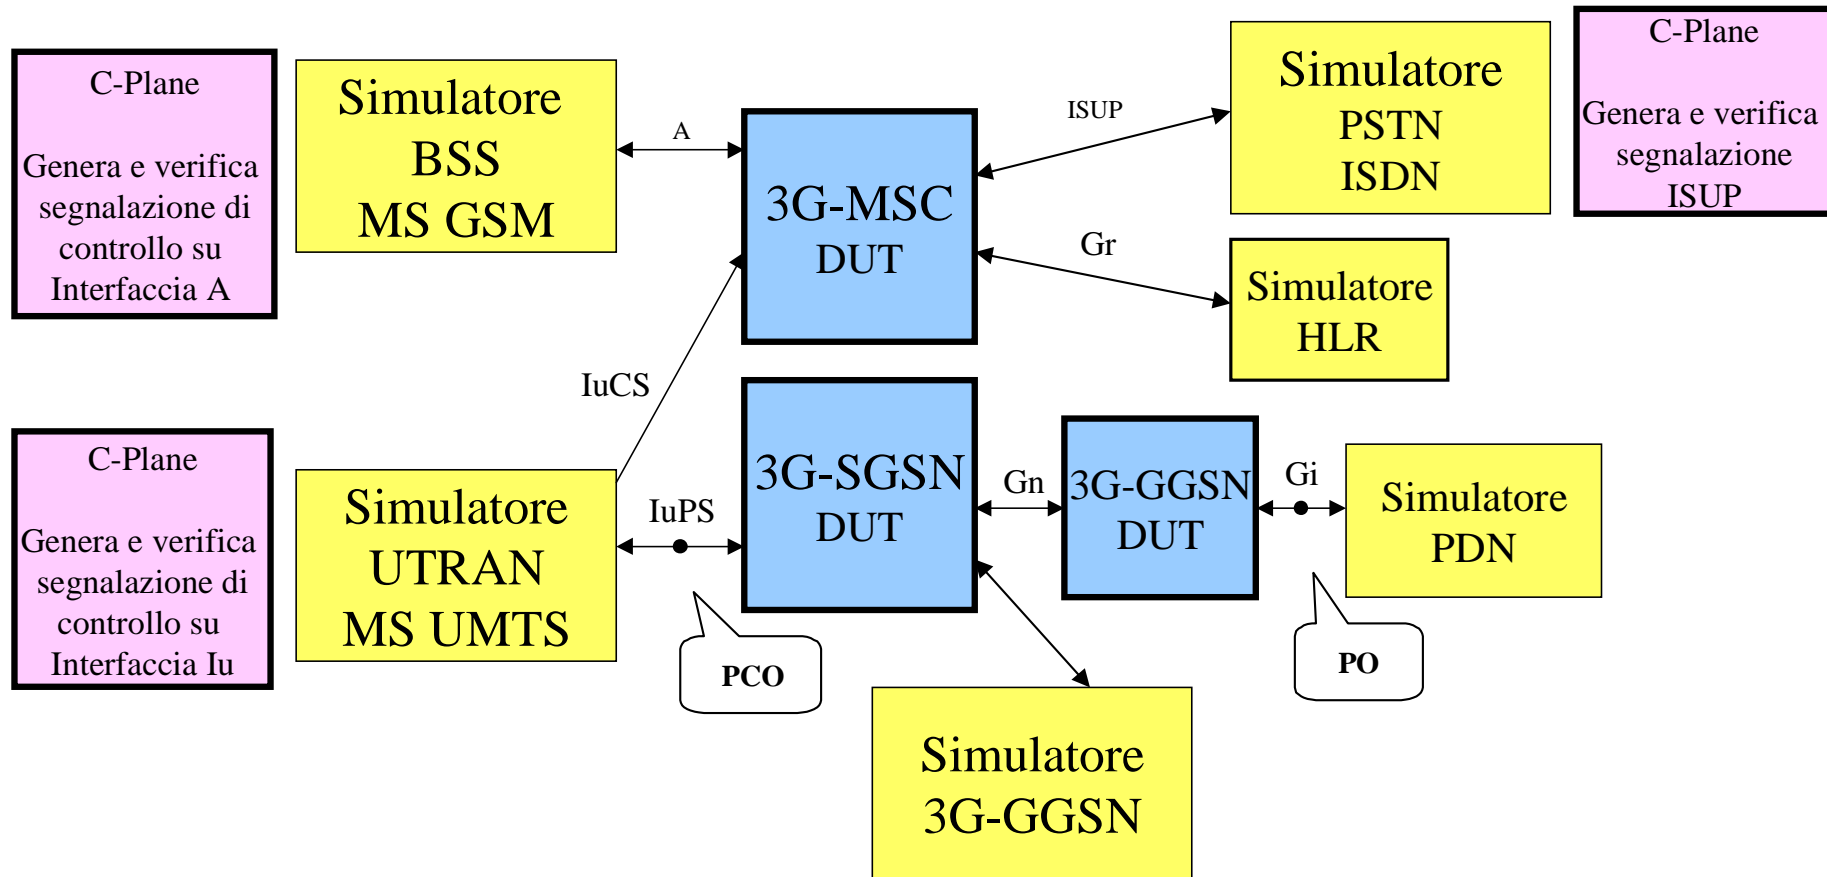 C-Plane
Genera e verifica
segnalazione di
controllo su
Interfaccia A
Simulatore
BSS
MS GSM
A
3G-MSC
DUT
ISUP
Gr
Simulatore
PSTN
ISDN
C-Plane
Genera e verifica
segnalazione
ISUP
Simulatore
HLR
IuCS
C-Plane
Genera e verifica
segnalazione di
controllo su
Interfaccia Iu
Simulatore
UTRAN
MS UMTS
IuPS
PCO
3G-SGSN
DUT
Gn
3G-GGSN
DUT
Gi
PO
Simulatore
PDN
Simulatore
3G-GGSN